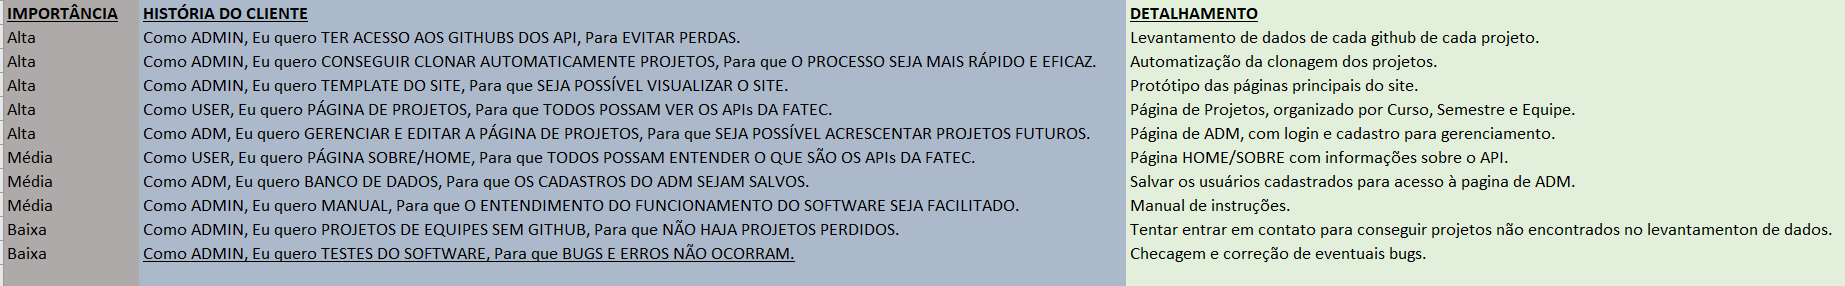 IMPORTÂNCIA HISTÓRIA DO CLIENTE DETALHAMENTO
Alta Como ADMIN, Eu quero TER ACESSO AOS GITHUBS DOS API, Para EVITAR PERDAS. Levantamento de dados de cada github de cada projeto.
Alta Como ADMIN, Eu quero CONSEGUIR CLONAR AUTOMATICAMENTE PROJETOS, Para que O PROCESSO SEJA MAIS RÁPIDO E EFICAZ. Automatização da clonagem dos projetos.
Alta Como ADMIN, Eu quero TEMPLATE DO SITE, Para que SEJA POSSÍVEL VISUALIZAR O SITE. Protótipo das páginas principais do site.
Alta Como USER, Eu quero PÁGINA DE PROJETOS, Para que TODOS POSSAM VER OS APIs DA FATEC. Página de Projetos, organizado por Curso, Semestre e Equipe.
Alta Como ADM, Eu quero GERENCIAR E EDITAR A PÁGINA DE PROJETOS, Para que SEJA POSSÍVEL ACRESCENTAR PROJETOS FUTUROS. Página de ADM, com login e cadastro para gerenciamento.
Média Como USER, Eu quero PÁGINA SOBRE/HOME, Para que TODOS POSSAM ENTENDER O QUE SÃO OS APIs DA FATEC. Página HOME/SOBRE com informações sobre o API.
Média Como ADM, Eu quero BANCO DE DADOS, Para que OS CADASTROS DO ADM SEJAM SALVOS. Salvar os usuários cadastrados para acesso à pagina de ADM.
Média Como ADMIN, Eu quero MANUAL, Para que O ENTENDIMENTO DO FUNCIONAMENTO DO SOFTWARE SEJA FACILITADO. Manual de instruções.
Baixa Como ADMIN, Eu quero PROJETOS DE EQUIPES SEM GITHUB, Para que NÃO HAJA PROJETOS PERDIDOS. Tentar entrar em contato para conseguir projetos não encontrados no levantamenton de dados.
Baixa Como ADMIN, Eu quero TESTES DO SOFTWARE, Para que BUGS E ERROS NÃO OCORRAM. Checagem e correção de eventuais bugs.